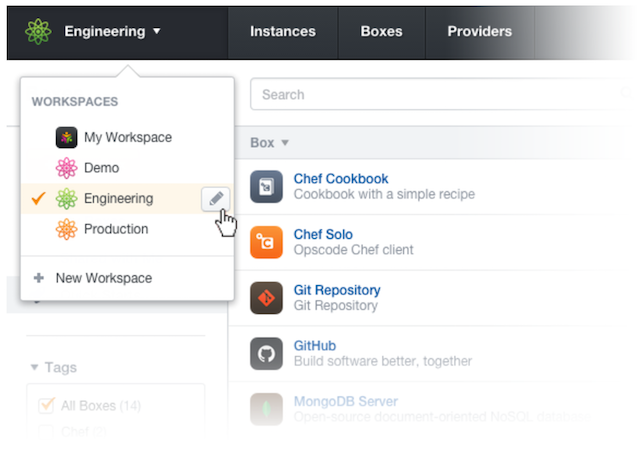 Engineering ▾ Instances Boxes Providers
WORKSPACES
My Workspace
Demo
Engineering
Production
+ New Workspace
▾ Tags
All Boxes (14)
Chef
Search
Box ▾
Chef Cookbook
Cookbook with a simple recipe
Chef Solo
Opscode Chef client
Git Repository
Git Repository
GitHub
Build software better, together
MongoDB Server
Open-source document-oriented NoSQL database